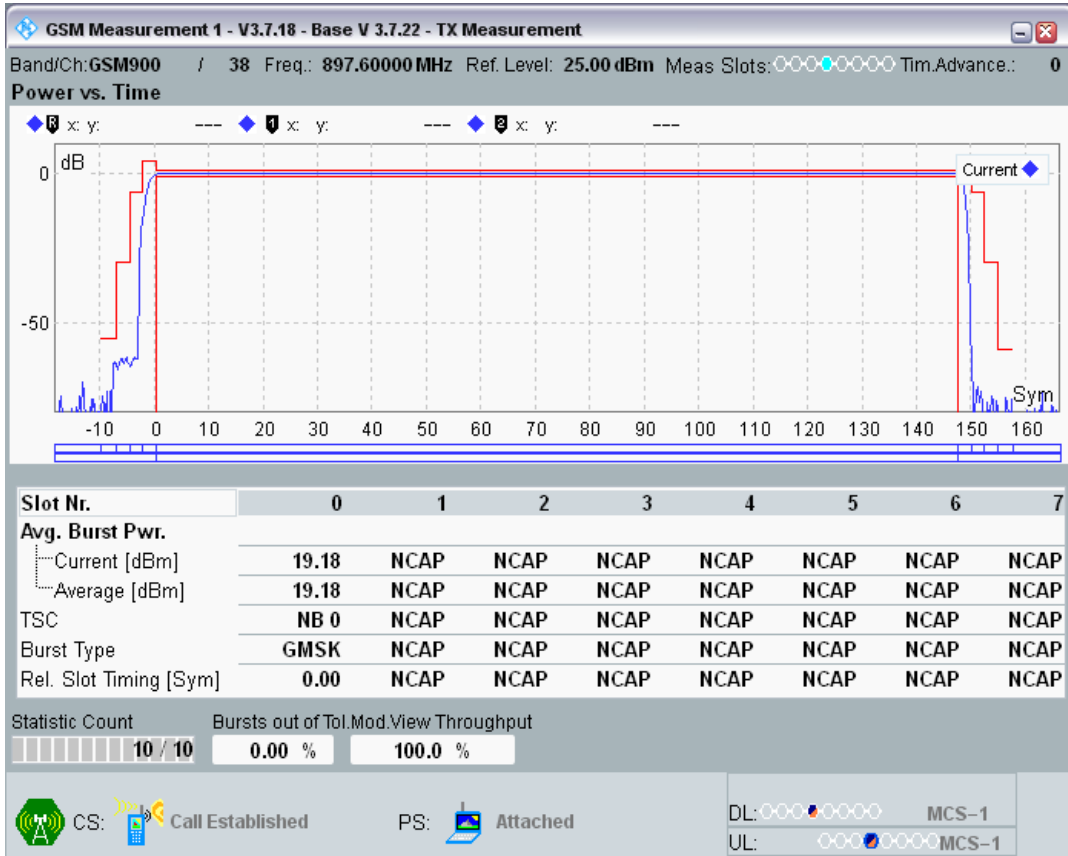 GSM Measurement 1 - V3.7.18 - Base V 3.7.22 - TX Measurement
Band/Ch:GSM900 / 38 Freq.: 897.60000 MHz Ref. Level: 25.00 dBm Meas Slots: Tim.Advance.: 0
Power vs. Time
R x: y: --- 1 x: y: --- 2 x: y: ---
dB
0
Current
-50
Sym
-10 0 10 20 30 40 50 60 70 80 90 100 110 120 130 140 150 160
Slot Nr. 0 1 2 3 4 5 6 7
Avg. Burst Pwr.
Current [dBm] 19.18 NCAP NCAP NCAP NCAP NCAP NCAP NCAP
Average [dBm] 19.18 NCAP NCAP NCAP NCAP NCAP NCAP NCAP
TSC NB 0 NCAP NCAP NCAP NCAP NCAP NCAP NCAP
Burst Type GMSK NCAP NCAP NCAP NCAP NCAP NCAP NCAP
Rel. Slot Timing [Sym] 0.00 NCAP NCAP NCAP NCAP NCAP NCAP NCAP
Statistic Count Bursts out of Tol. Mod.View Throughput
10 / 10 0.00 % 100.0 %
CS: Call Established PS: Attached
DL: MCS-1
UL: MCS-1